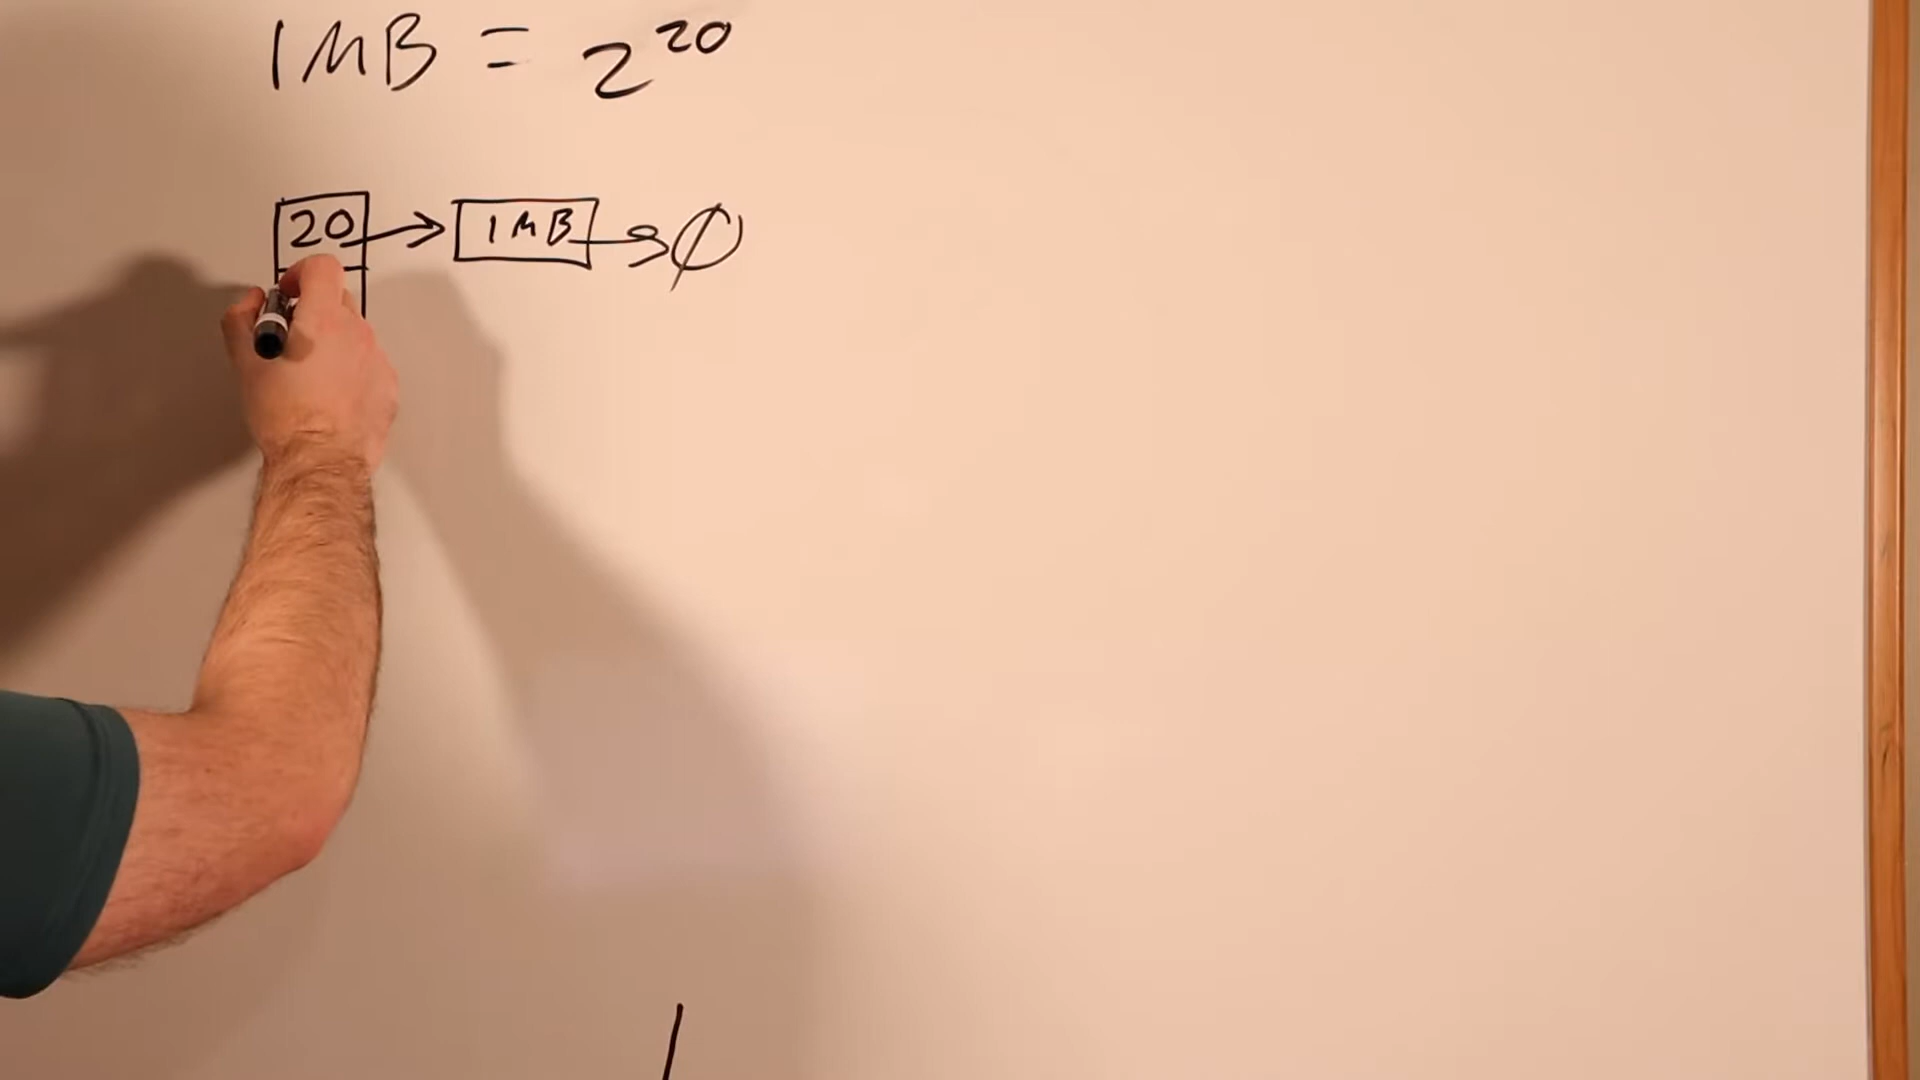 1MB = 2^20
20 → 1MB → ∅